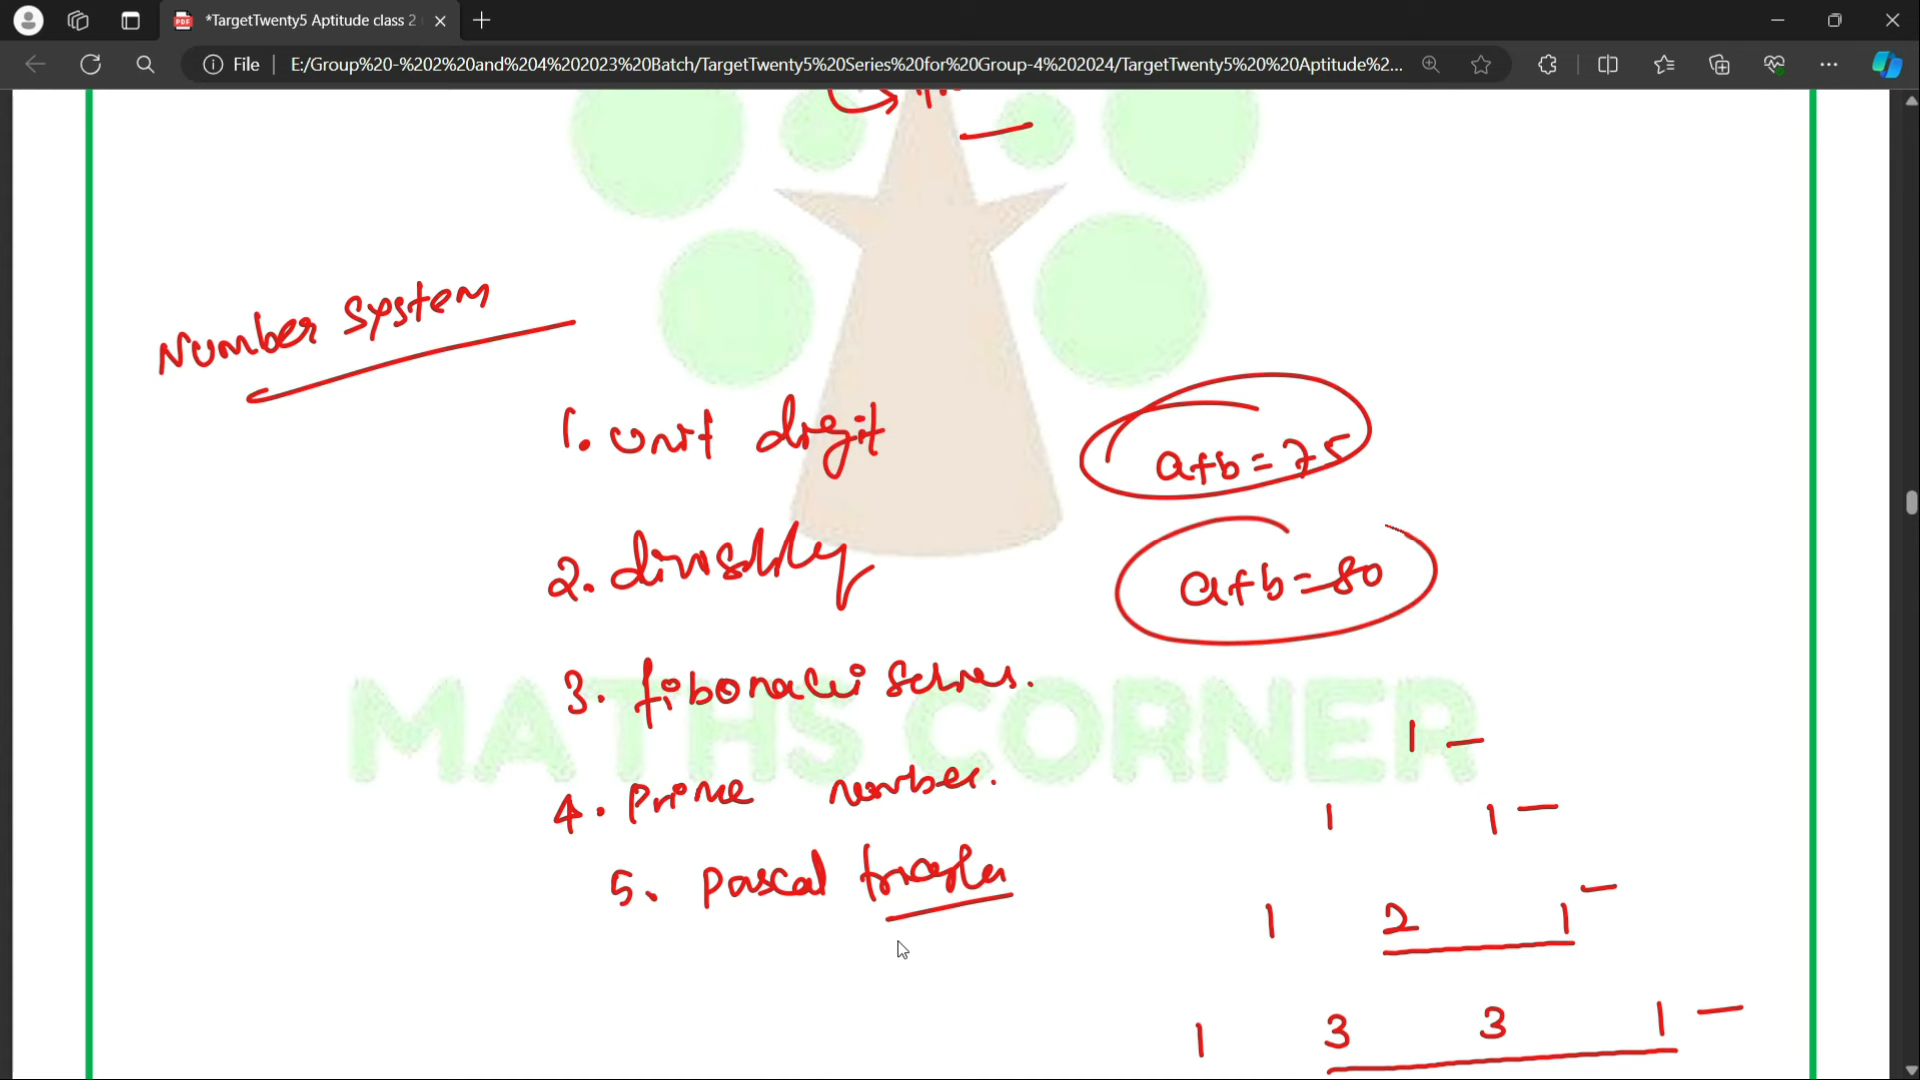 *TargetTwenty5 Aptitude class 2
File
E:/Group%20-%202%20and%204%202023%20Batch/TargetTwenty5%20Series%20for%20Group-4%202024/TargetTwenty5%20%20Aptitude%2...
Number System
1. unit digit
a+b=75
2.
a+b=80
3. fibonacci series.
MATHS CORNER
4. Prime number.
5. pascal
1
1 1
1 2 1
1 3 3 1